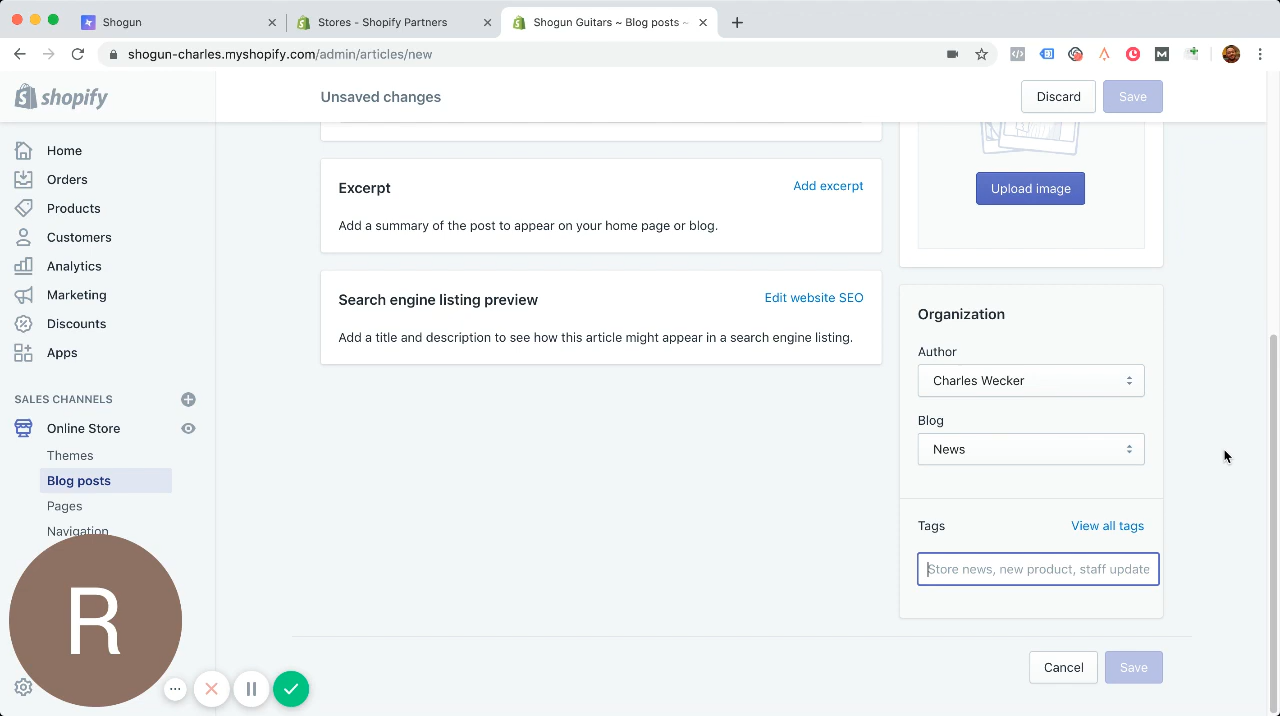 Shogun
Stores - Shopify Partners
Shogun Guitars ~ Blog posts ~
shogun-charles.myshopify.com/admin/articles/new
shopify
Unsaved changes
Discard
Save
Home
Orders
Products
Customers
Analytics
Marketing
Discounts
Apps
SALES CHANNELS
Online Store
Themes
Blog posts
Pages
Navigation
R
Excerpt
Add excerpt
Add a summary of the post to appear on your home page or blog.
Search engine listing preview
Edit website SEO
Add a title and description to see how this article might appear in a search engine listing.
Upload image
Organization
Author
Charles Wecker
Blog
News
Tags
View all tags
Store news, new product, staff update
Cancel
Save